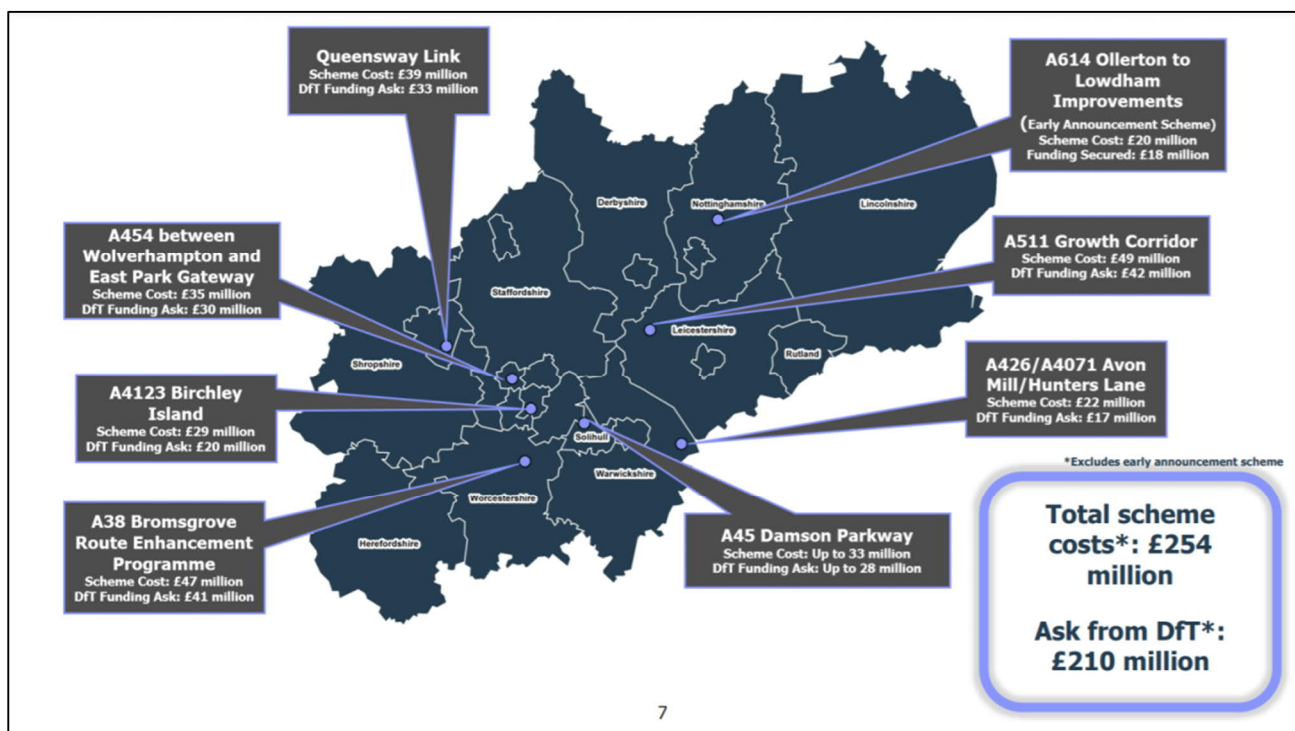 Queensway Link
Scheme Cost: £39 million
DfT Funding Ask: £33 million
A614 Ollerton to
Lowdham
Improvements
(Early Announcement Scheme)
Scheme Cost: £20 million
Funding Secured: £18 million
A454 between
Wolverhampton and
East Park Gateway
Scheme Cost: £35 million
DfT Funding Ask: £30 million
A511 Growth Corridor
Scheme Cost: £49 million
DfT Funding Ask: £42 million
A4123 Birchley
Island
Scheme Cost: £29 million
DfT Funding Ask: £20 million
A426/A4071 Avon
Mill/Hunters Lane
Scheme Cost: £22 million
DfT Funding Ask: £17 million
A38 Bromsgrove
Route Enhancement
Programme
Scheme Cost: £47 million
DfT Funding Ask: £41 million
A45 Damson Parkway
Scheme Cost: Up to 33 million
DfT Funding Ask: Up to 28 million
Derbyshire
Nottinghamshire
Lincolnshire
Staffordshire
Leicestershire
Rutland
Shropshire
Solihull
Warwickshire
Worcestershire
Herefordshire
*Excludes early announcement scheme
Total scheme
costs*: £254
million
Ask from DfT*:
£210 million
7